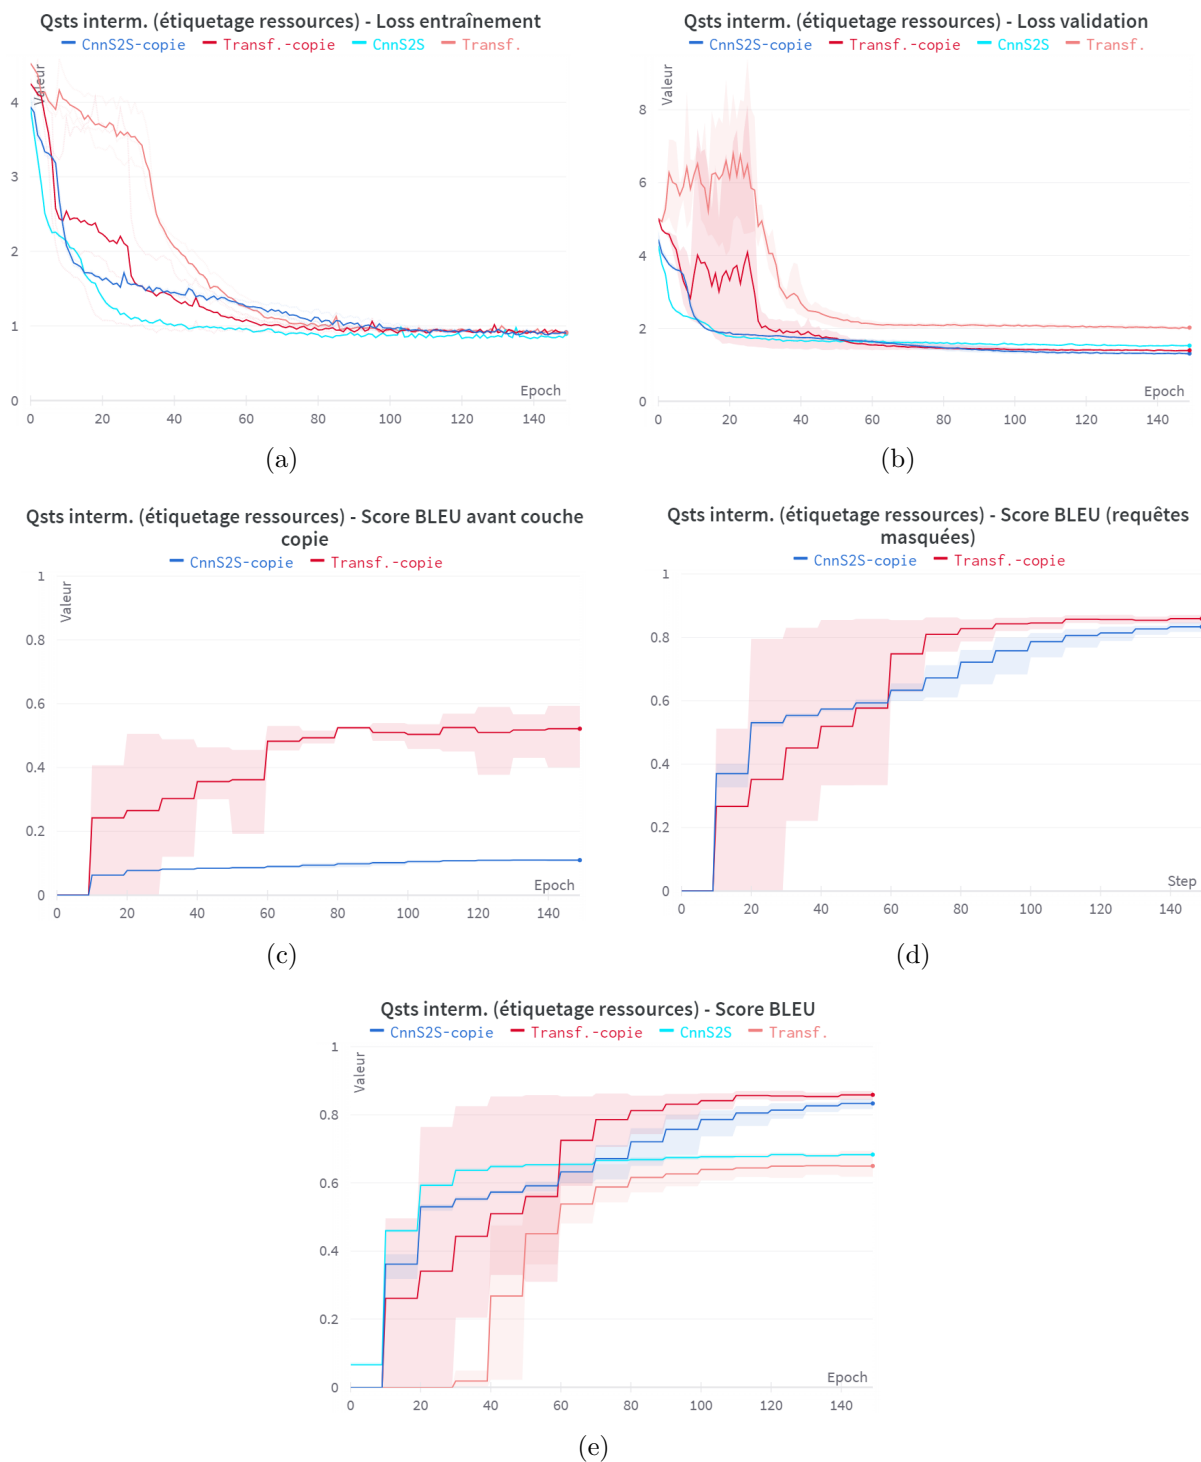 Qsts interm. (étiquetage ressources) - Loss entraînement
CnnS2S-copie Transf.-copie CnnS2S Transf.
Valeur
4
3
2
1
0
Epoch
0 20 40 60 80 100 120 140
(a)
Qsts interm. (étiquetage ressources) - Loss validation
CnnS2S-copie Transf.-copie CnnS2S Transf.
Valeur
8
6
4
2
0
Epoch
0 20 40 60 80 100 120 140
(b)
Qsts interm. (étiquetage ressources) - Score BLEU avant couche
copie
CnnS2S-copie Transf.-copie
Valeur
1
0.8
0.6
0.4
0.2
0
Epoch
0 20 40 60 80 100 120 140
(c)
Qsts interm. (étiquetage ressources) - Score BLEU (requêtes
masquées)
CnnS2S-copie Transf.-copie
1
0.8
0.6
0.4
0.2
0
Step
0 20 40 60 80 100 120 140
(d)
Qsts interm. (étiquetage ressources) - Score BLEU
CnnS2S-copie Transf.-copie CnnS2S Transf.
Valeur
1
0.8
0.6
0.4
0.2
0
Epoch
0 20 40 60 80 100 120 140
(e)